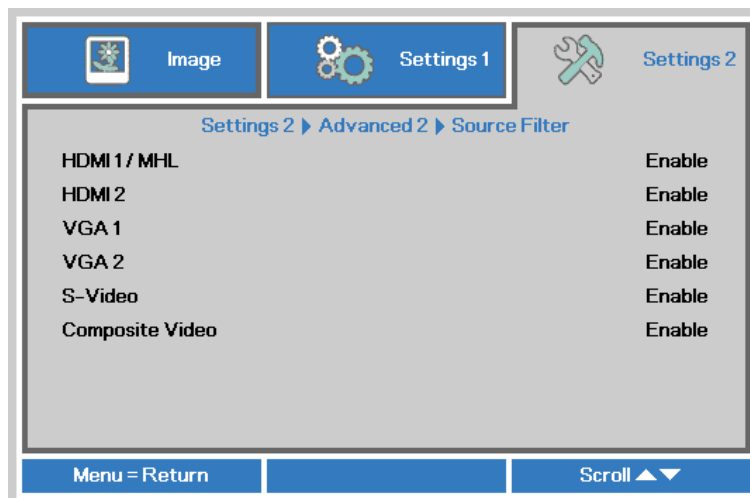 Image
Settings 1
Settings 2
Settings 2 ▶ Advanced 2 ▶ Source Filter
HDMI 1 / MHL Enable
HDMI 2 Enable
VGA 1 Enable
VGA 2 Enable
S-Video Enable
Composite Video Enable
Menu = Return
Scroll ▲▼